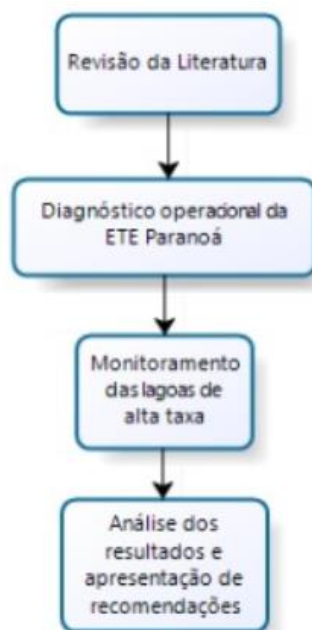 Revisão da Literatura
Diagnóstico operacional da
ETE Paranoá
Monitoramento
das lagoas de
alta taxa
Análise dos
resultados e
apresentação de
recomendações